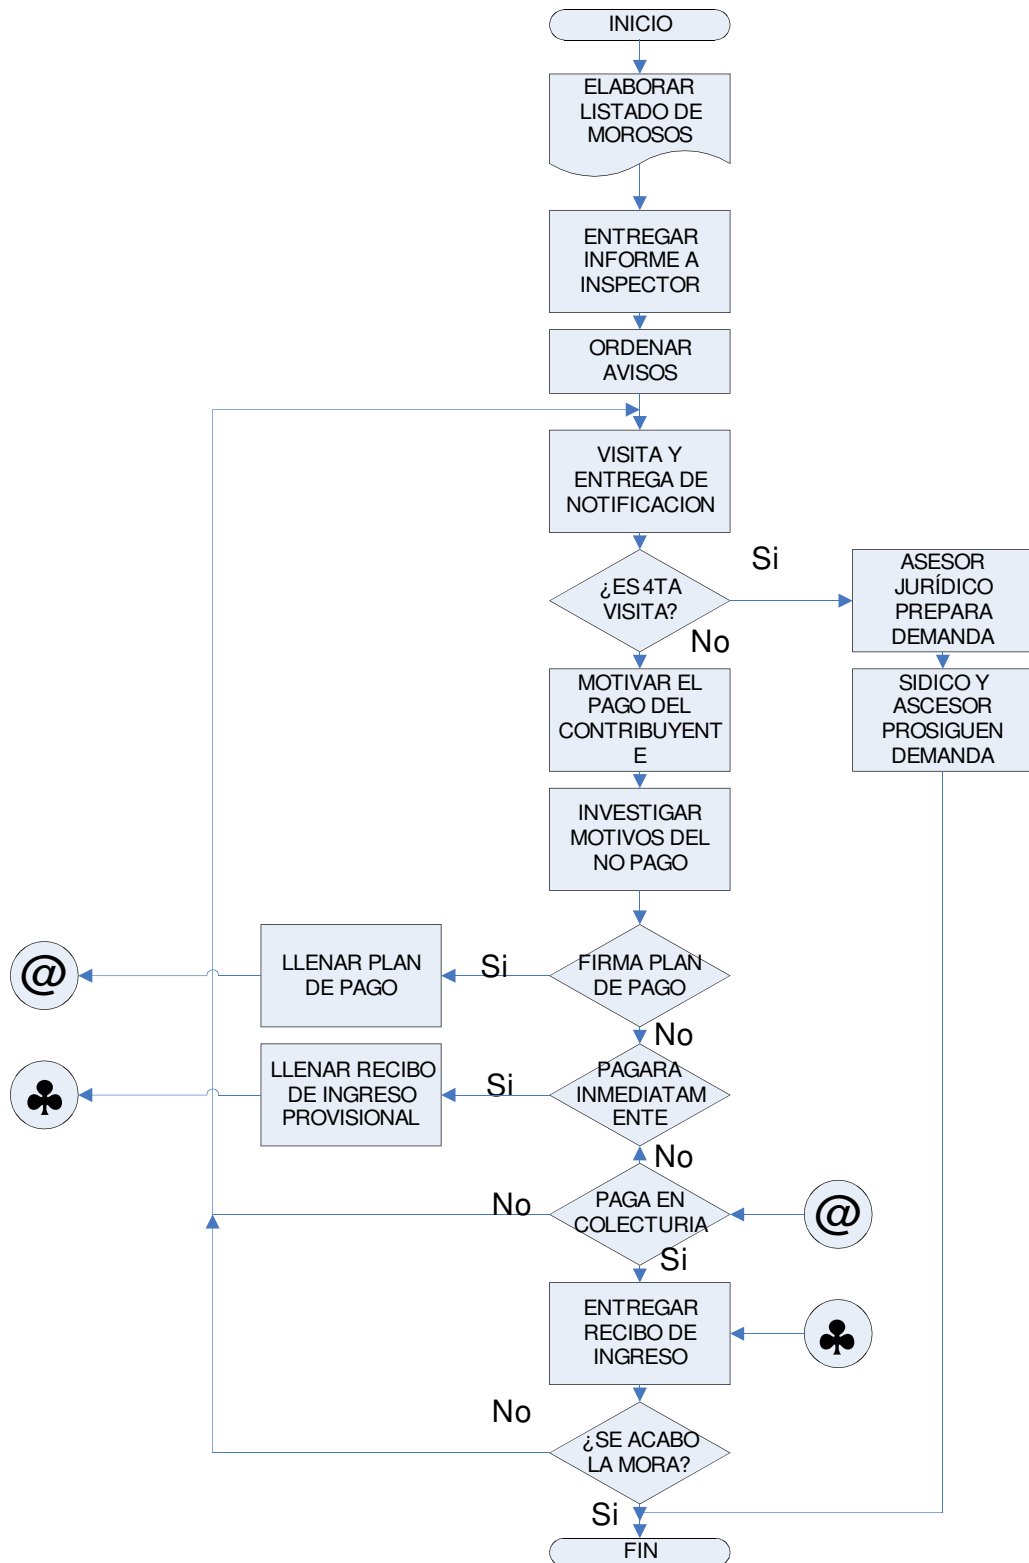 INICIO
ELABORAR
LISTADO DE
MOROSOS
ENTREGAR
INFORME A
INSPECTOR
ORDENAR
AVISOS
VISITA Y
ENTREGA DE
NOTIFICACION
¿ES 4TA
VISITA?
Si
No
ASESOR
JURÍDICO
PREPARA
DEMANDA
SIDICO Y
ASCESOR
PROSIGUEN
DEMANDA
MOTIVAR EL
PAGO DEL
CONTRIBUYENT
E
INVESTIGAR
MOTIVOS DEL
NO PAGO
FIRMA PLAN
DE PAGO
Si
LLENAR PLAN
DE PAGO
@
No
PAGARA
INMEDIATAM
ENTE
Si
LLENAR RECIBO
DE INGRESO
PROVISIONAL
♣
No
PAGA EN
COLECTURIA
No
@
Si
ENTREGAR
RECIBO DE
INGRESO
♣
No
¿SE ACABO
LA MORA?
Si
FIN